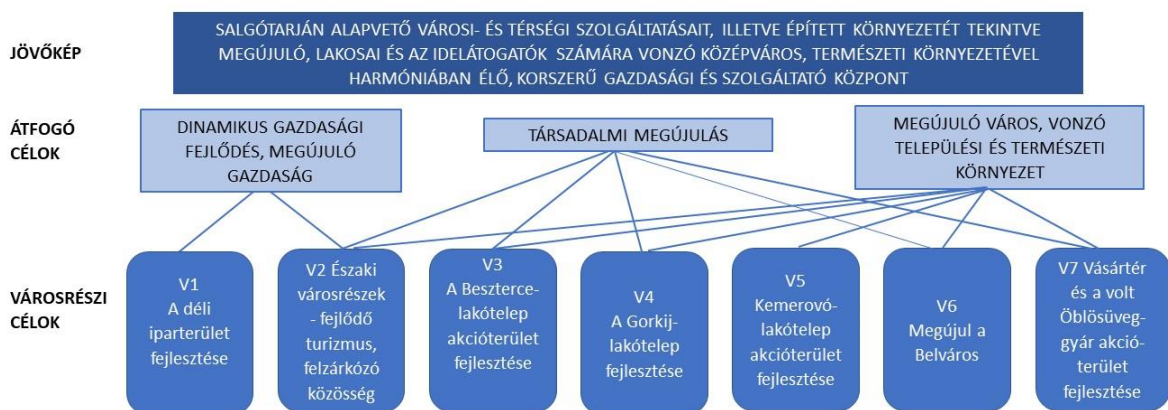 JÖVŐKÉP
SALGÓTARJÁN ALAPVETŐ VÁROSI- ÉS TÉRSÉGI SZOLGÁLTATÁSAIT, ILLETVE ÉPÍTETT KÖRNYEZETÉT TEKINTVE
MEGÚJULÓ, LAKOSAI ÉS AZ IDELÁTOGATÓK SZÁMÁRA VONZÓ KÖZÉPVÁROS, TERMÉSZETI KÖRNYEZETÉVEL
HARMÓNIÁBAN ÉLŐ, KORSZERŰ GAZDASÁGI ÉS SZOLGÁLTATÓ KÖZPONT
ÁTFOGÓ
CÉLOK
DINAMIKUS GAZDASÁGI
FEJLŐDÉS, MEGÚJULÓ
GAZDASÁG
TÁRSADALMI MEGÚJULÁS
MEGÚJULÓ VÁROS, VONZÓ
TELEPÜLÉSI ÉS TERMÉSZETI
KÖRNYEZET
VÁROSRÉSZI
CÉLOK
V1
A déli
iparterület
fejlesztése
V2 Északi
városrészek
- fejlődő
turizmus,
felzárkózó
közösség
V3
A Beszterce-
lakótelep
akcióterület
fejlesztése
V4
A Gorkij-
lakótelep
fejlesztése
V5
Kemerovó-
lakótelep
akcióterület
fejlesztése
V6
Megújul a
Belváros
V7 Vásártér
és a volt
Öblösüveg-
gyár akció-
terület
fejlesztése